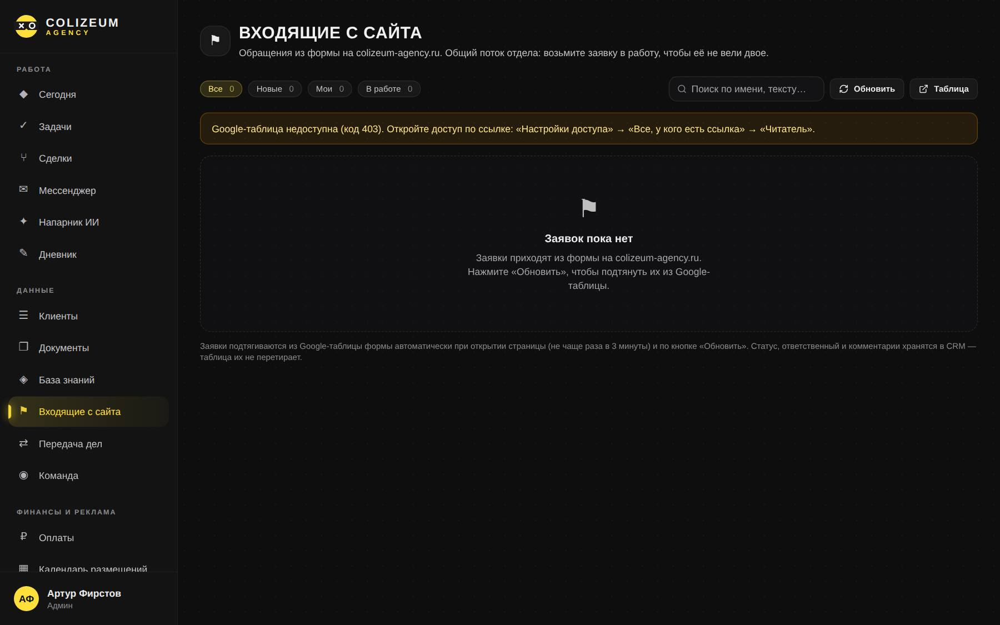 COLIZEUM
AGENCY
РАБОТА
Сегодня
Задачи
Сделки
Мессенджер
Напарник ИИ
Дневник
ДАННЫЕ
Клиенты
Документы
База знаний
Входящие с сайта
Передача дел
Команда
ФИНАНСЫ И РЕКЛАМА
₽ Оплаты
Календарь размещений
АФ
Артур Фирстов
Админ
ВХОДЯЩИЕ С САЙТА
Обращения из формы на colizeum-agency.ru. Общий поток отдела: возьмите заявку в работу, чтобы её не вели двое.
Все 0 Новые 0 Мои 0 В работе 0 Поиск по имени, тексту… Обновить Таблица
Google-таблица недоступна (код 403). Откройте доступ по ссылке: «Настройки доступа» → «Все, у кого есть ссылка» → «Читатель».
Заявок пока нет
Заявки приходят из формы на colizeum-agency.ru.
Нажмите «Обновить», чтобы подтянуть их из Google-
таблицы.
Заявки подтягиваются из Google-таблицы формы автоматически при открытии страницы (не чаще раза в 3 минуты) и по кнопке «Обновить». Статус, ответственный и комментарии хранятся в CRM —
таблица их не перетирает.